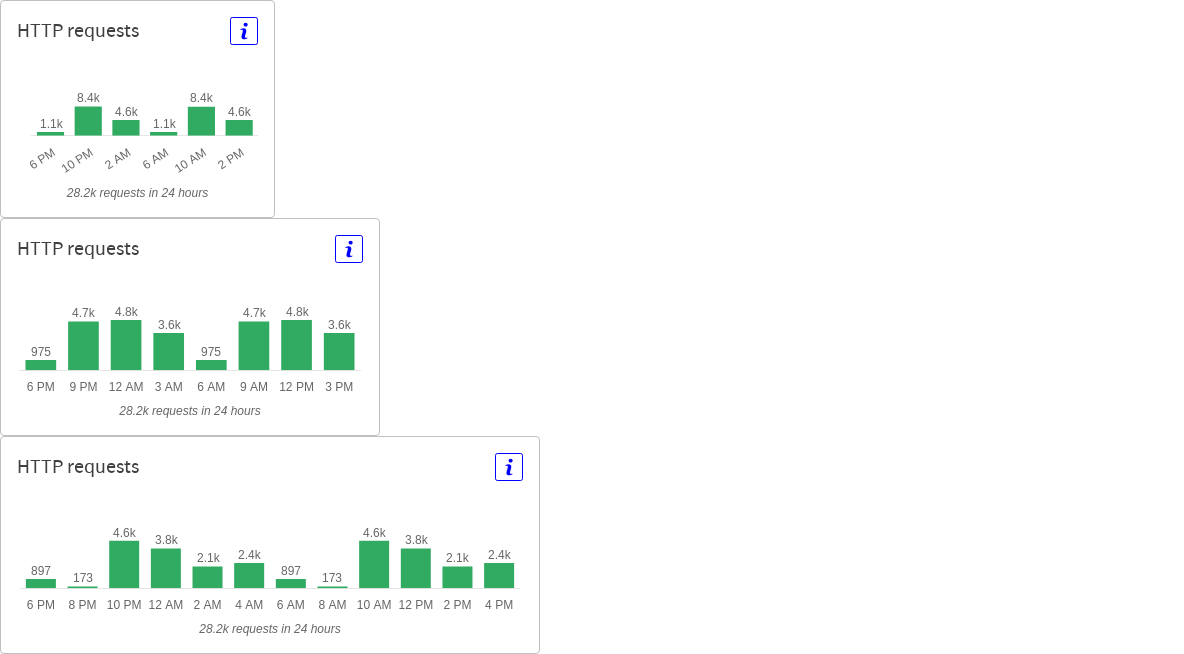 HTTP requests i
8.4k 8.4k
4.6k 4.6k
1.1k 1.1k
6 PM 10 PM 2 AM 6 AM 10 AM 2 PM
28.2k requests in 24 hours
HTTP requests i
4.7k 4.8k 4.7k 4.8k
3.6k 3.6k
975 975
6 PM 9 PM 12 AM 3 AM 6 AM 9 AM 12 PM 3 PM
28.2k requests in 24 hours
HTTP requests i
4.6k 3.8k 4.6k 3.8k
2.1k 2.4k 2.1k 2.4k
897 173 897 173
6 PM 8 PM 10 PM 12 AM 2 AM 4 AM 6 AM 8 AM 10 AM 12 PM 2 PM 4 PM
28.2k requests in 24 hours